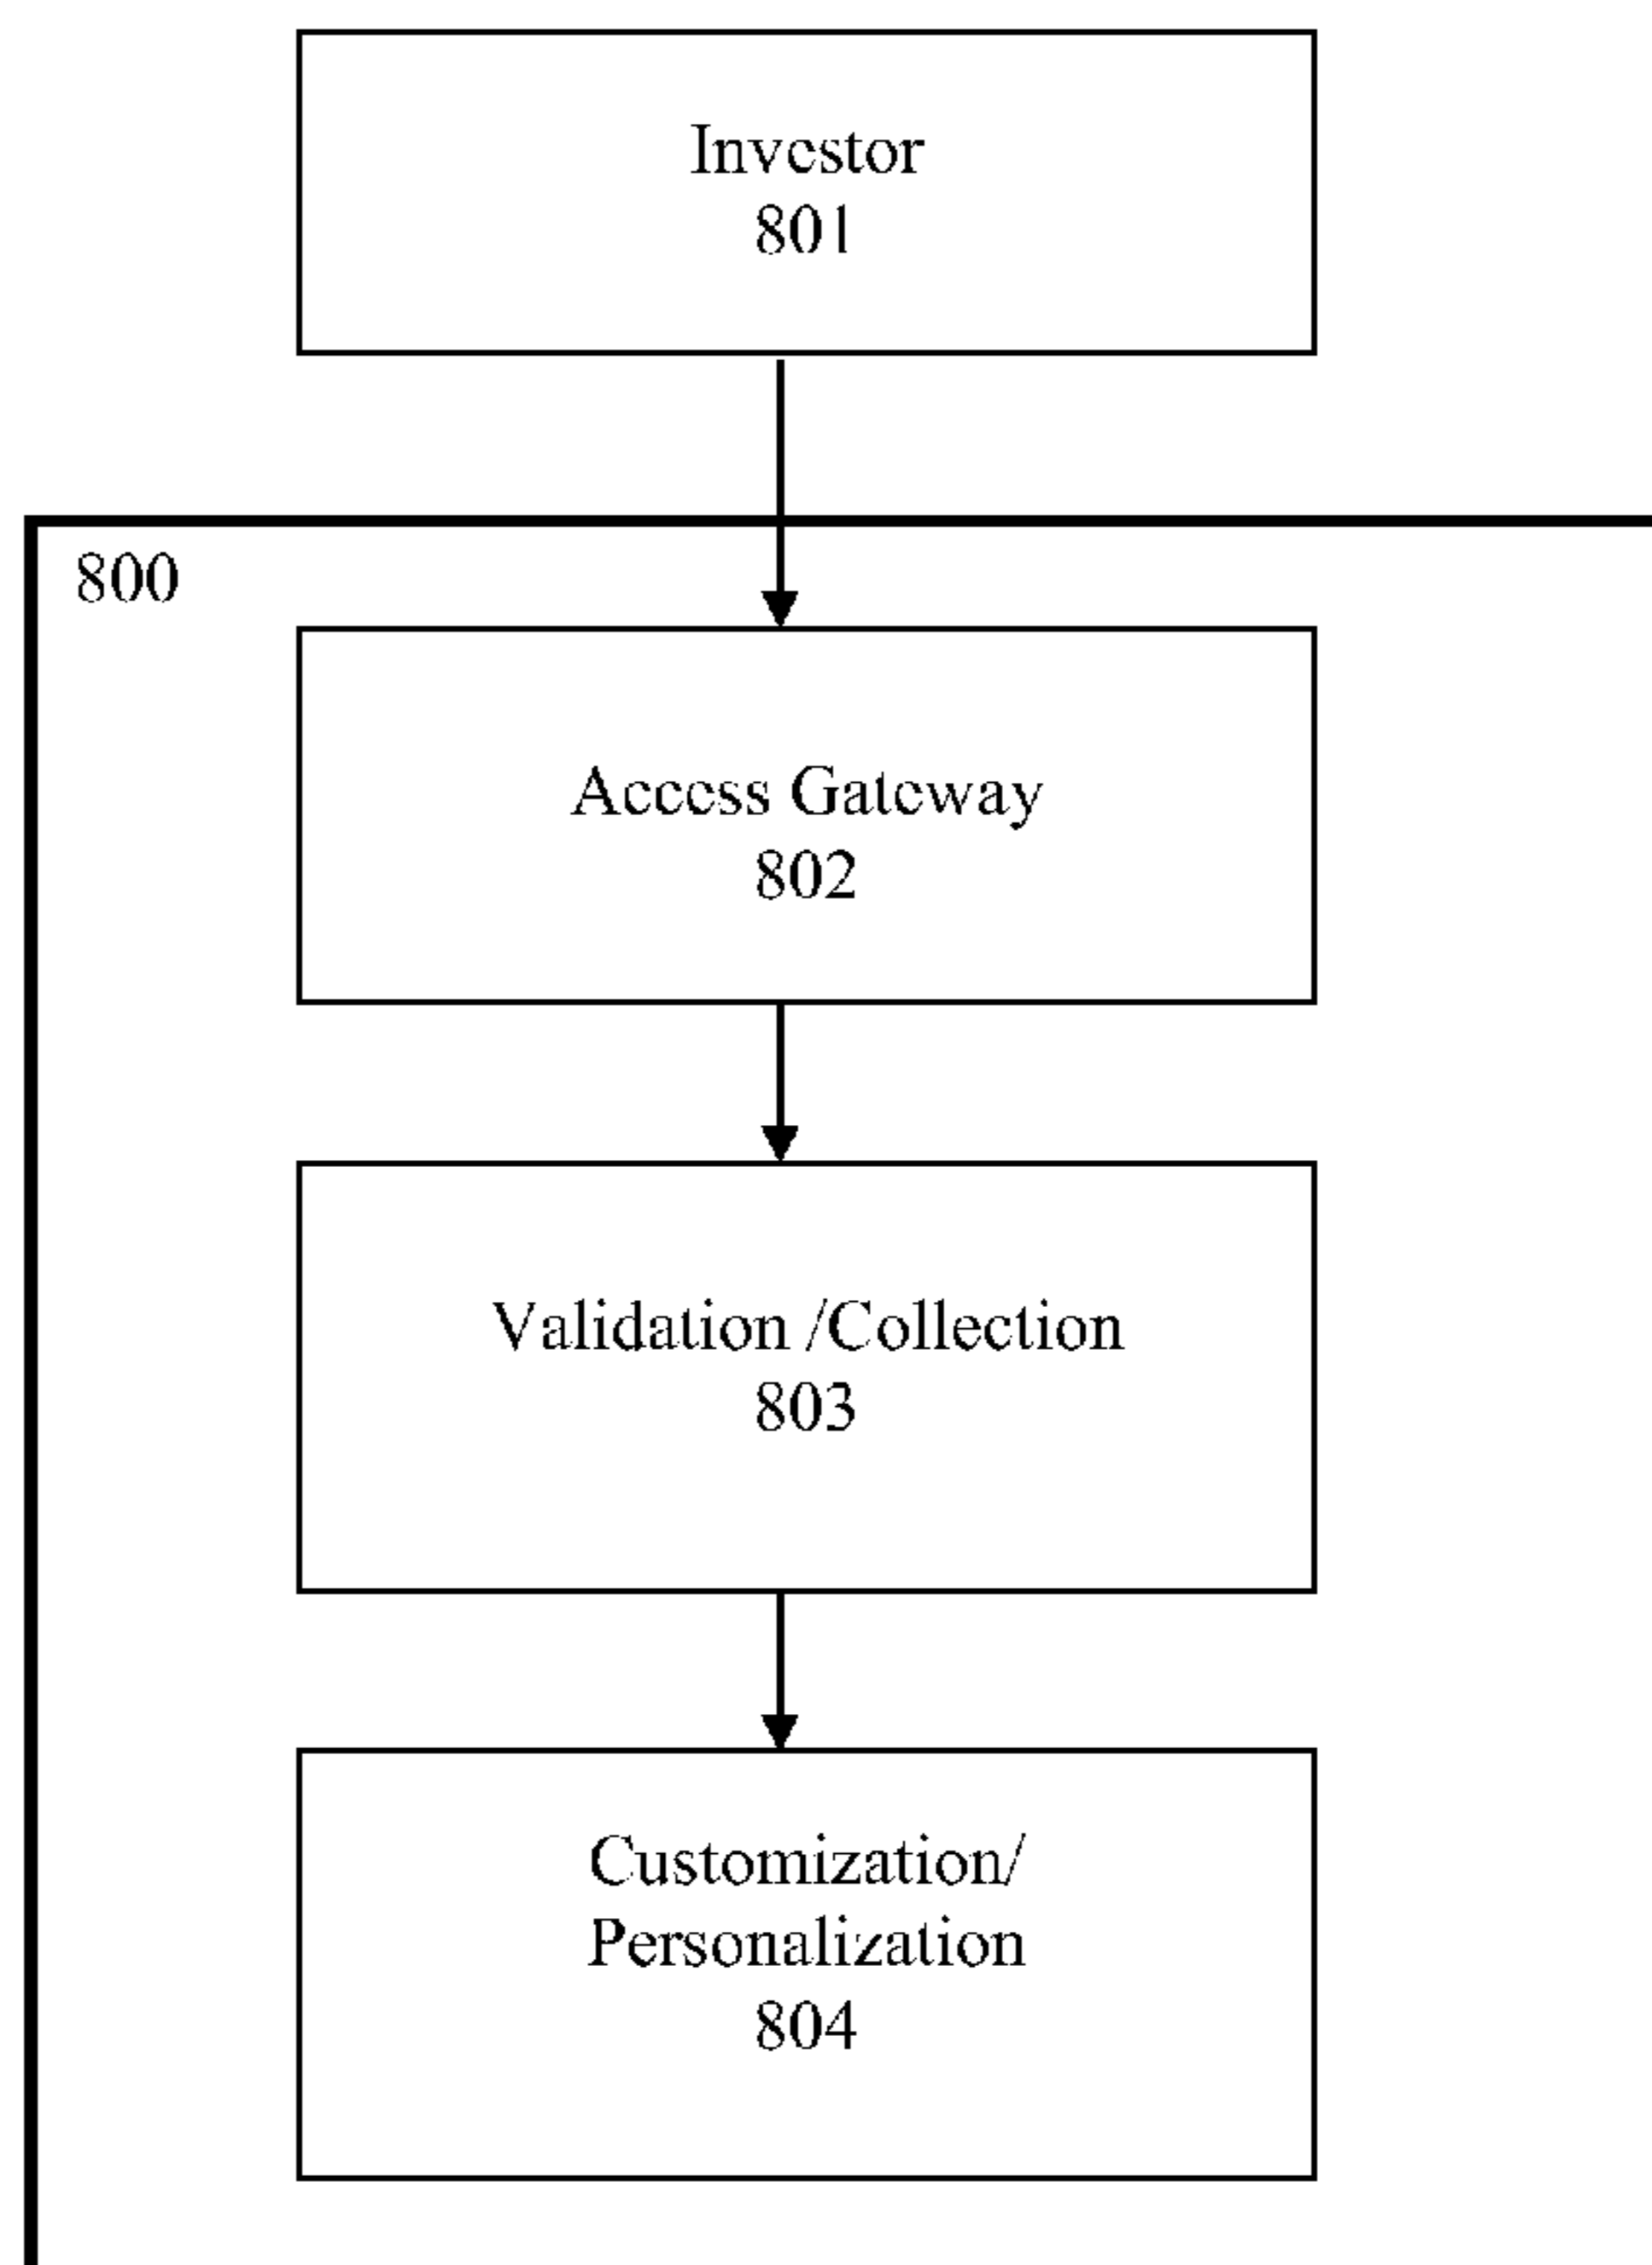 Investor
801
800
Access Gateway
802
Validation /Collection
803
Customization/
Personalization
804